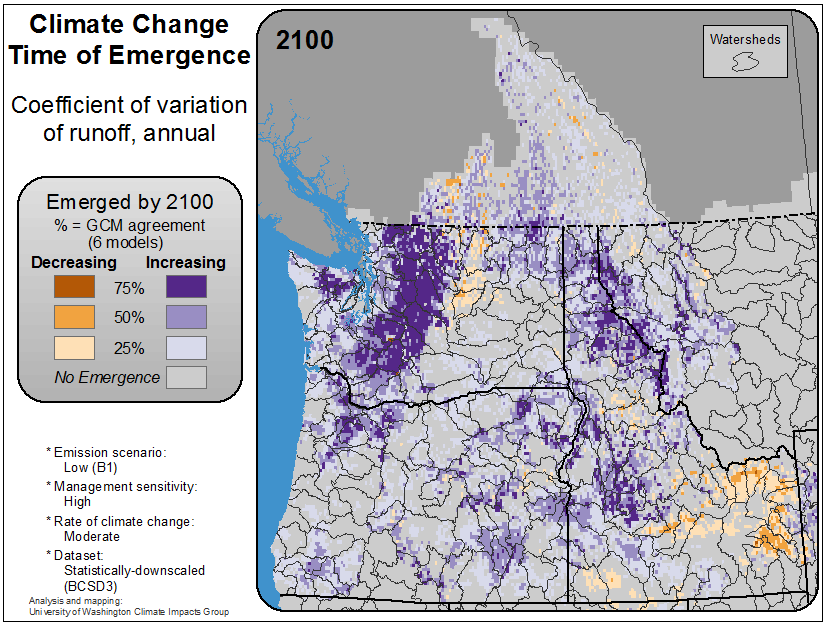 Climate Change
Time of Emergence
Coefficient of variation
of runoff, annual
Emerged by 2100
% = GCM agreement
(6 models)
Decreasing Increasing
75%
50%
25%
No Emergence
* Emission scenario:
Low (B1)
* Management sensitivity:
High
* Rate of climate change:
Moderate
* Dataset:
Statistically-downscaled
(BCSD3)
Analysis and mapping:
University of Washington Climate Impacts Group
2100
Watersheds